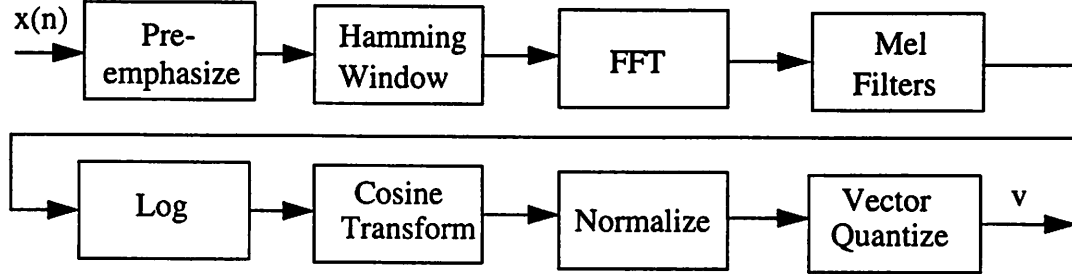 x(n)
Pre-
emphasize
Hamming
Window
FFT
Mel
Filters
Log
Cosine
Transform
Normalize
Vector
Quantize
v